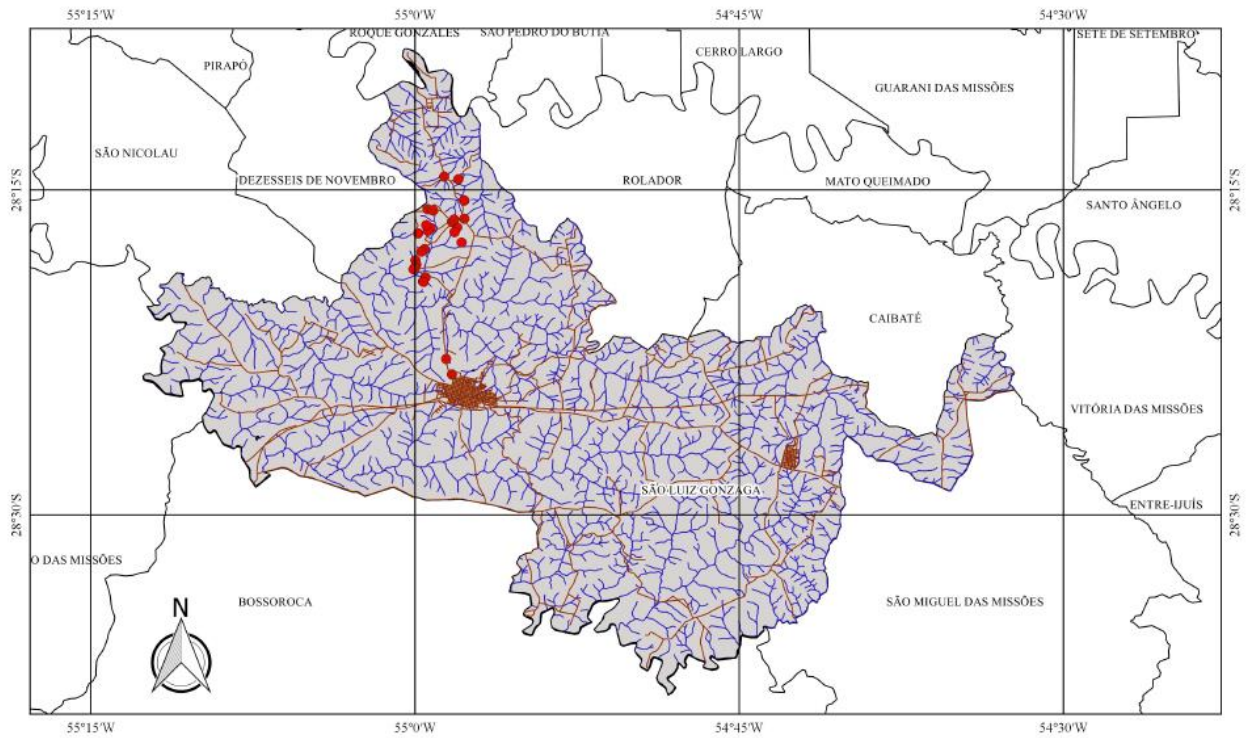 55°15'W 55°0'W 54°45'W 54°30'W
ROQUE GONZALES SÃO PEDRO DO BUTIÁ
SETE DE SETEMBRO
CERRO LARGO
PIRAPÓ
GUARANI DAS MISSÕES
SÃO NICOLAU
DEZESSEIS DE NOVEMBRO
ROLADOR
MATO QUEIMADO
28°15'S
28°15'S
SANTO ÂNGELO
CAIBATÉ
VITÓRIA DAS MISSÕES
SÃO LUIZ GONZAGA
ENTRE-IJUÍS
28°30'S
28°30'S
O DAS MISSÕES
BOSSOROCA
SÃO MIGUEL DAS MISSÕES
N
55°15'W 55°0'W 54°45'W 54°30'W